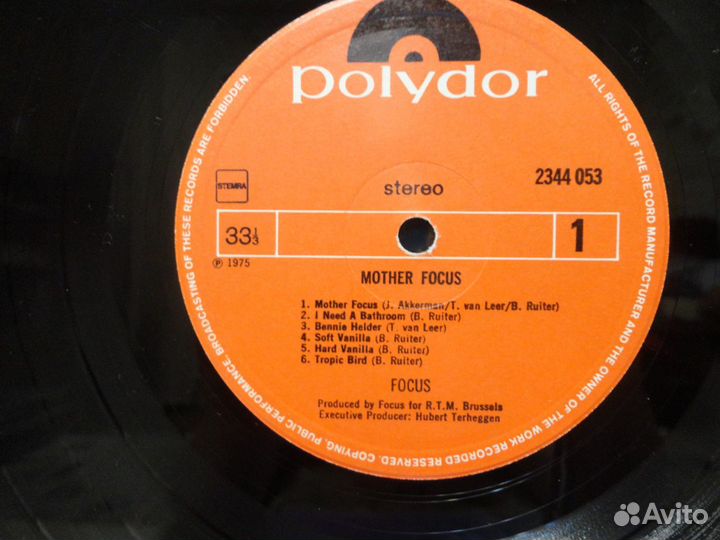 polydor
STEMRA
stereo
2344 053
33⅓
1
℗ 1975
MOTHER FOCUS
1. Mother Focus (J. Akkerman/T. van Leer/B. Ruiter)
2. I Need A Bathroom (B. Ruiter)
3. Bennie Helder (T. van Leer)
4. Soft Vanilla (B. Ruiter)
5. Hard Vanilla (B. Ruiter)
6. Tropic Bird (B. Ruiter)
FOCUS
Produced by Focus for R.T.M. Brussels
Executive Producer: Hubert Terheggen
ALL RIGHTS OF THE RECORD MANUFACTURER AND THE OWNER OF THE WORK RECORDED RESERVED. COPYING, PUBLIC PERFORMANCE, BROADCASTING OF THESE RECORDS ARE FORBIDDEN.
Avito